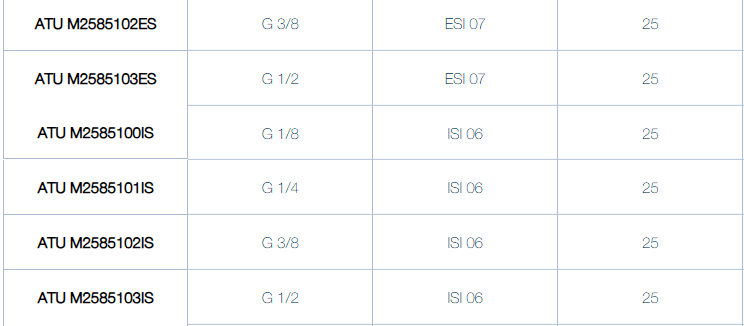 ATU M2585102ES G 3/8 ESI 07 25
ATU M2585103ES G 1/2 ESI 07 25
ATU M2585100IS G 1/8 ISI 06 25
ATU M2585101IS G 1/4 ISI 06 25
ATU M2585102IS G 3/8 ISI 06 25
ATU M2585103IS G 1/2 ISI 06 25